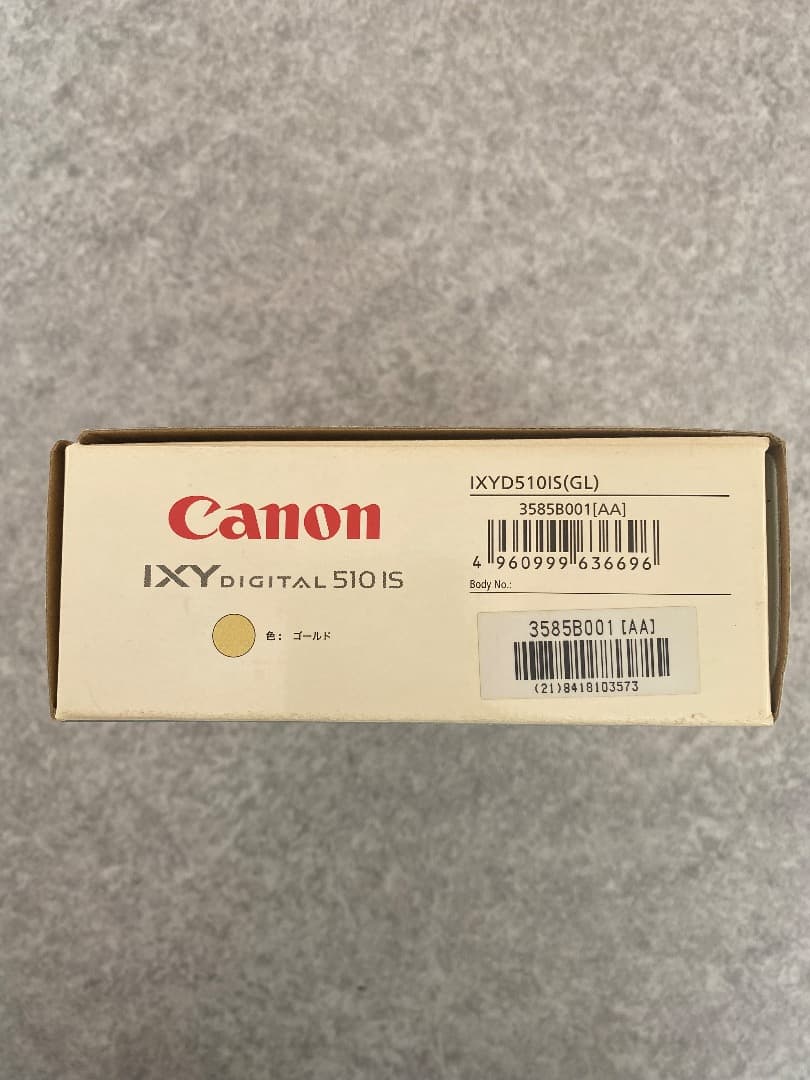 Canon
IXY DIGITAL 510 IS
色： ゴールド
IXYD510IS(GL)
3585B001[AA]
4 960999 636696
Body No.:
3585B001 [AA]
(21)8418103573